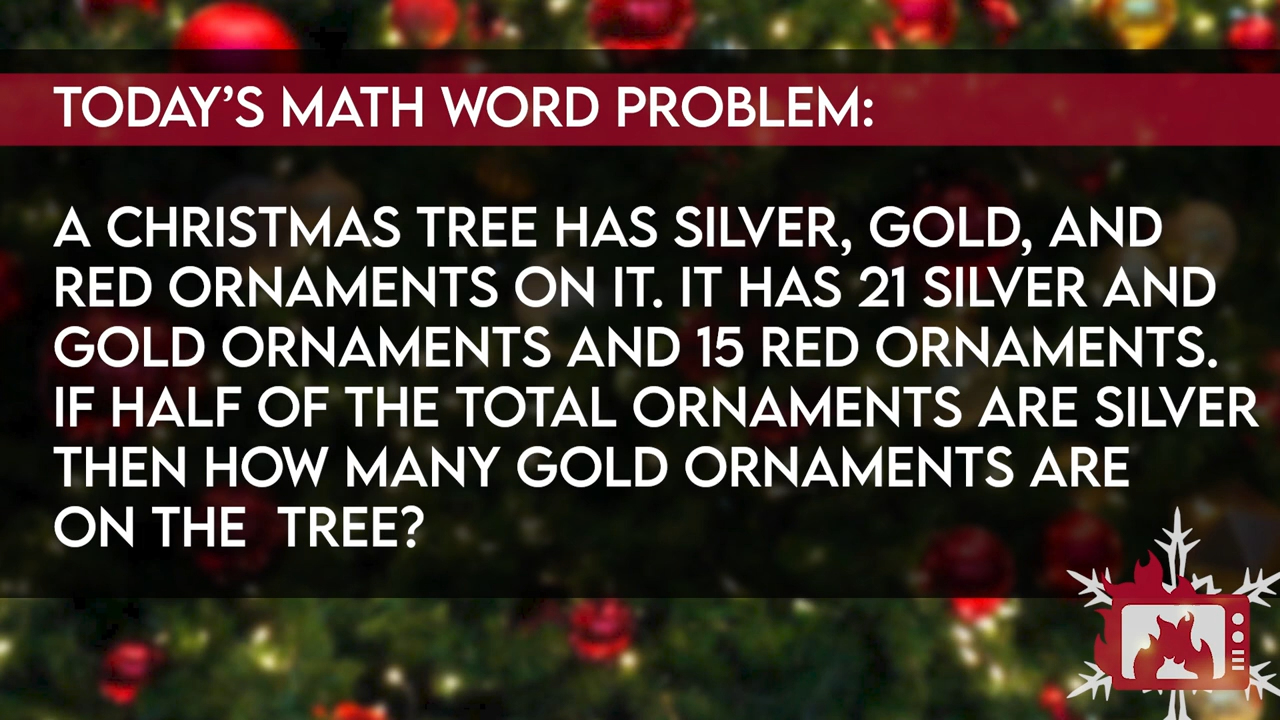 TODAY'S MATH WORD PROBLEM:
A CHRISTMAS TREE HAS SILVER, GOLD, AND
RED ORNAMENTS ON IT. IT HAS 21 SILVER AND
GOLD ORNAMENTS AND 15 RED ORNAMENTS.
IF HALF OF THE TOTAL ORNAMENTS ARE SILVER
THEN HOW MANY GOLD ORNAMENTS ARE
ON THE  TREE?